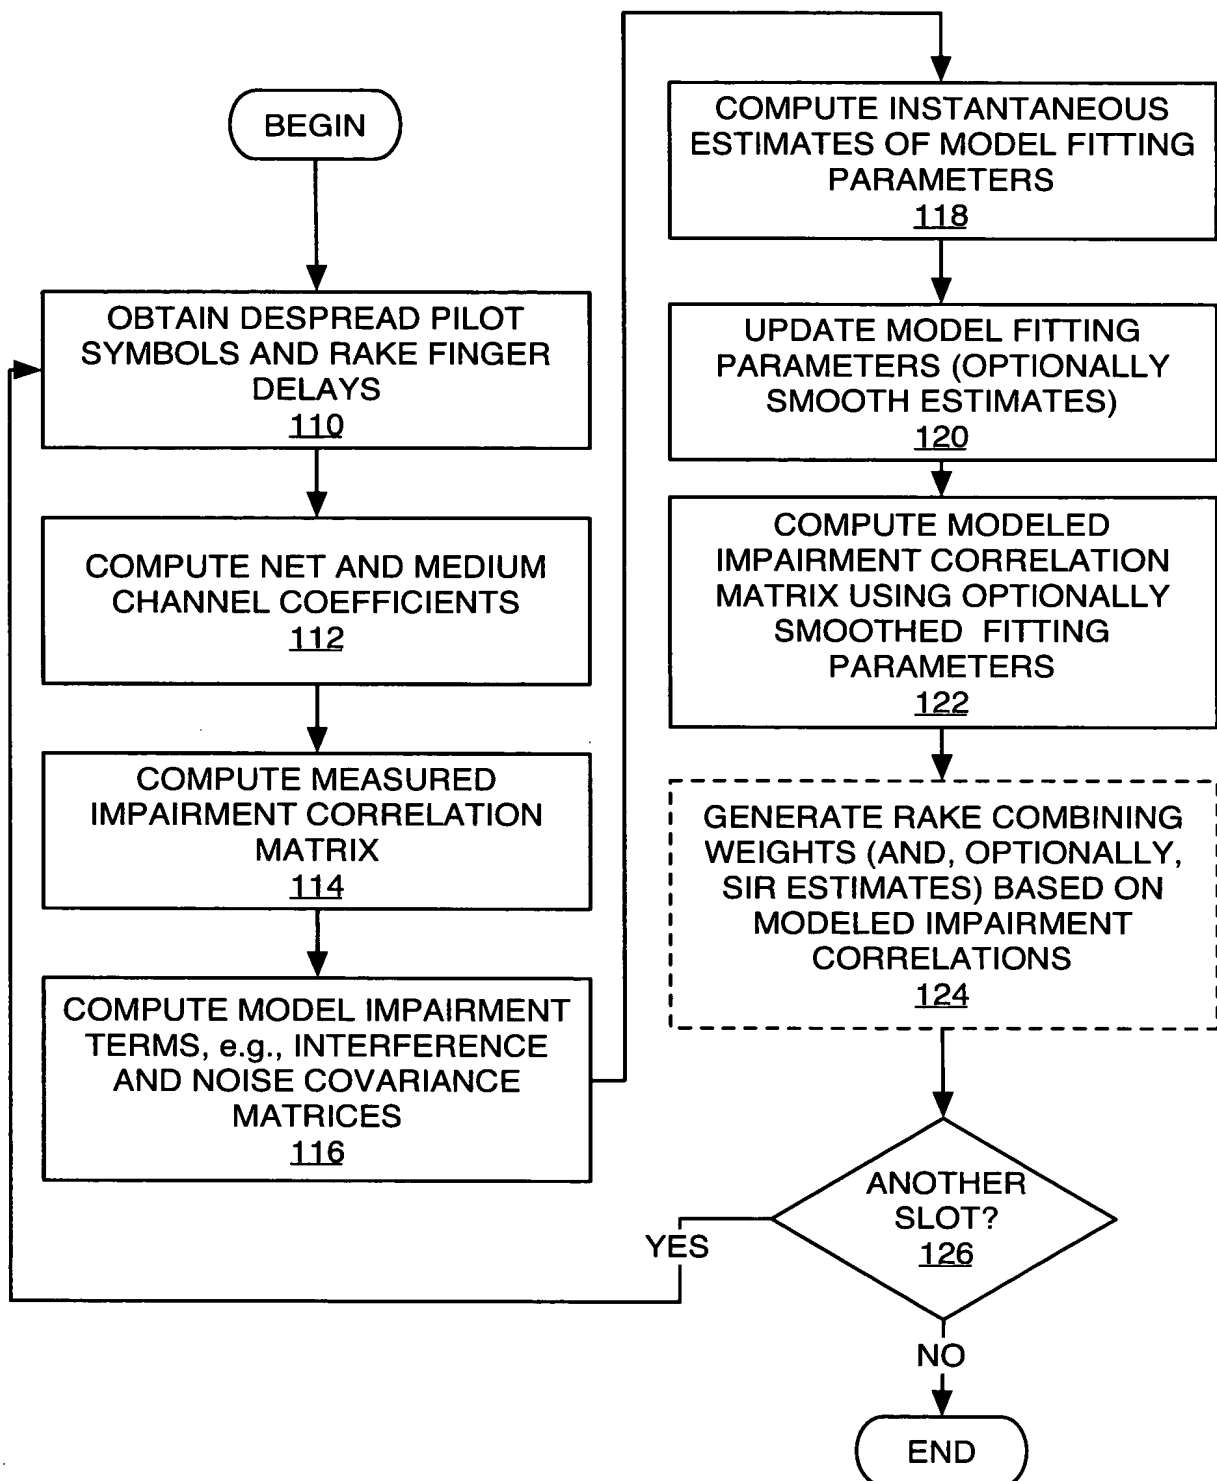 BEGIN
OBTAIN DESPREAD PILOT
SYMBOLS AND RAKE FINGER
DELAYS
110
COMPUTE NET AND MEDIUM
CHANNEL COEFFICIENTS
112
COMPUTE MEASURED
IMPAIRMENT CORRELATION
MATRIX
114
COMPUTE MODEL IMPAIRMENT
TERMS, e.g., INTERFERENCE
AND NOISE COVARIANCE
MATRICES
116
COMPUTE INSTANTANEOUS
ESTIMATES OF MODEL FITTING
PARAMETERS
118
UPDATE MODEL FITTING
PARAMETERS (OPTIONALLY
SMOOTH ESTIMATES)
120
COMPUTE MODELED
IMPAIRMENT CORRELATION
MATRIX USING OPTIONALLY
SMOOTHED FITTING
PARAMETERS
122
GENERATE RAKE COMBINING
WEIGHTS (AND, OPTIONALLY,
SIR ESTIMATES) BASED ON
MODELED IMPAIRMENT
CORRELATIONS
124
ANOTHER
SLOT?
126
YES
NO
END